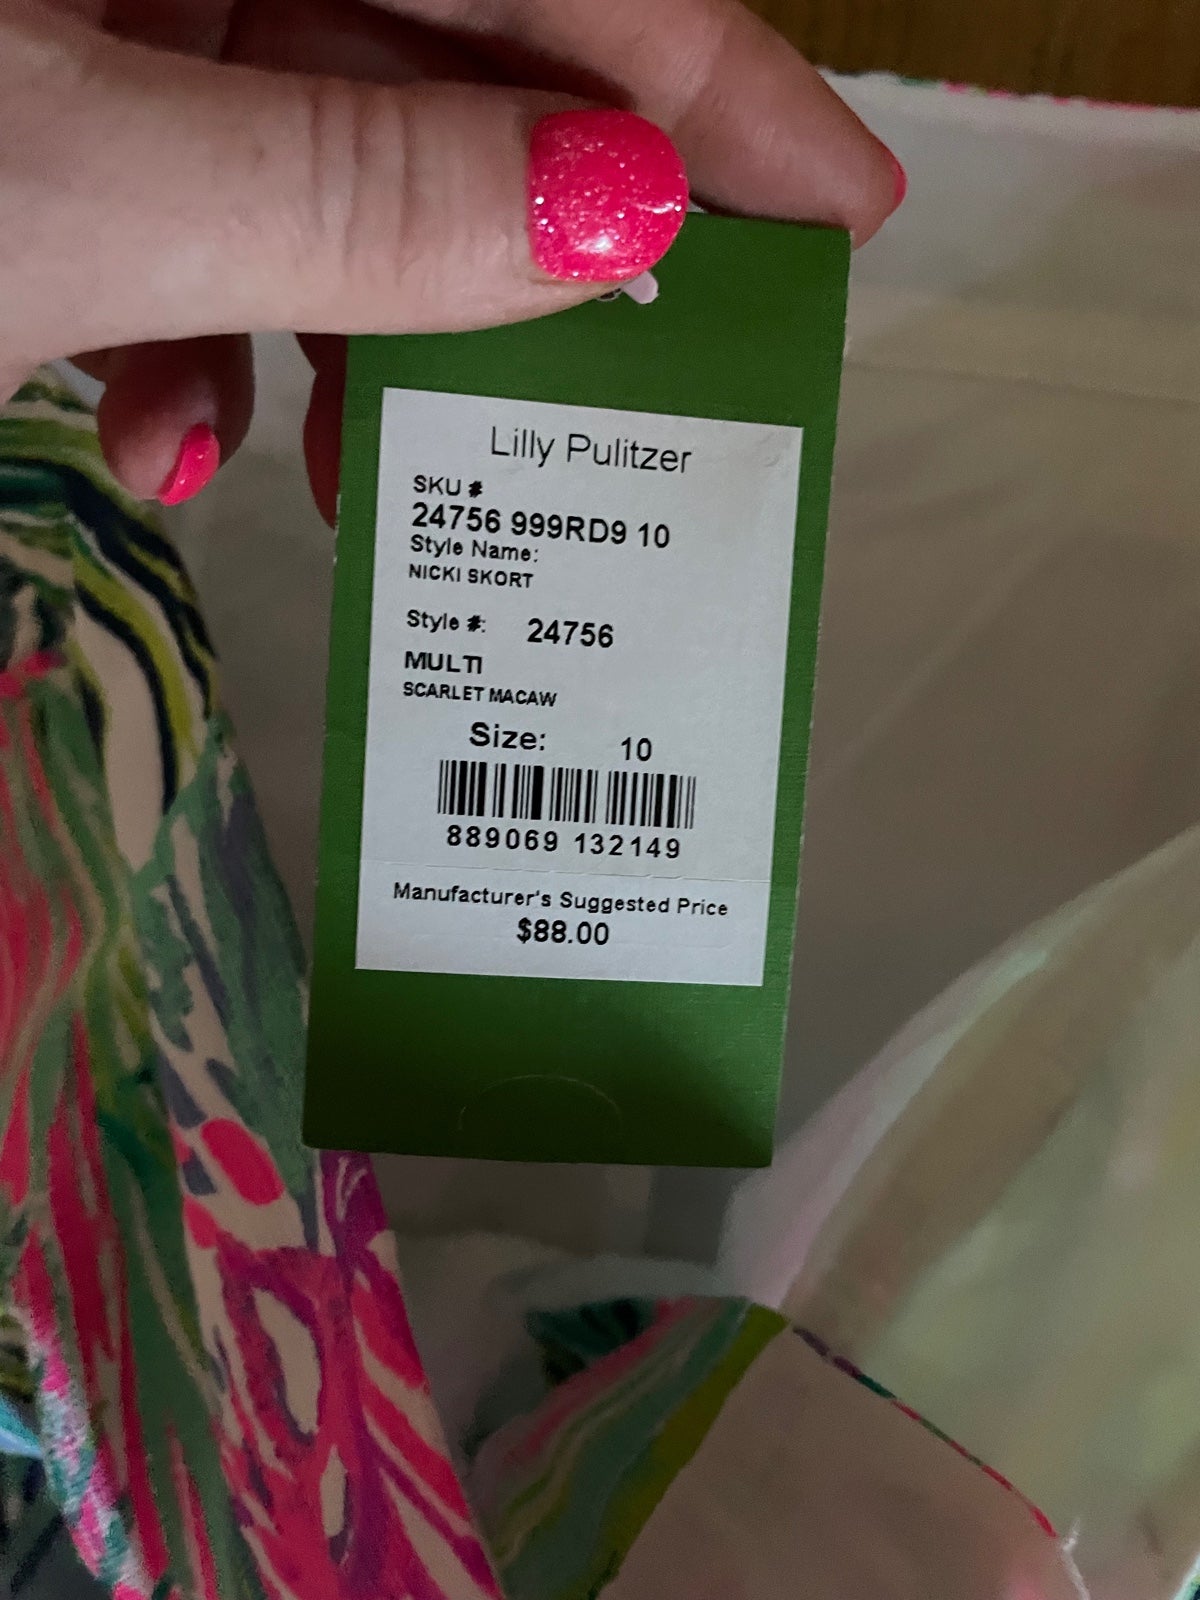 Lilly Pulitzer
SKU #
24756 999RD9 10
Style Name:
NICKI SKORT
Style #: 24756
MULTI
SCARLET MACAW
Size: 10
889069 132149
Manufacturer's Suggested Price
$88.00